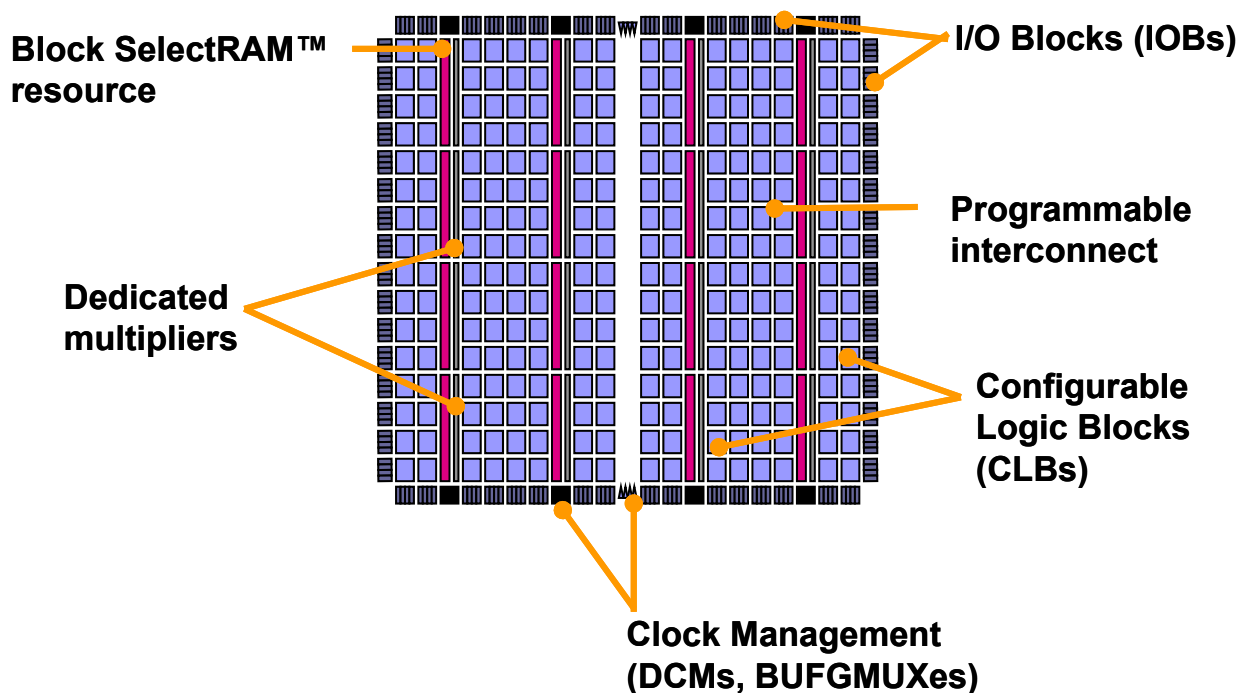 Block SelectRAM™
resource
I/O Blocks (IOBs)
Programmable
interconnect
Dedicated
multipliers
Configurable
Logic Blocks
(CLBs)
Clock Management
(DCMs, BUFGMUXes)